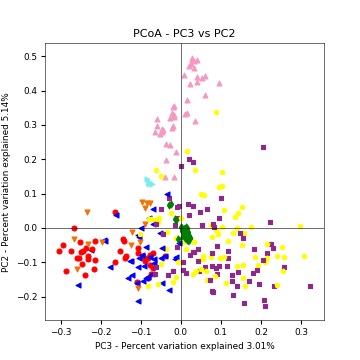 PCoA - PC3 vs PC2
PC2 - Percent variation explained 5.14%
0.5
0.4
0.3
0.2
0.1
0.0
−0.1
−0.2
−0.3 −0.2 −0.1 0.0 0.1 0.2 0.3
PC3 - Percent variation explained 3.01%